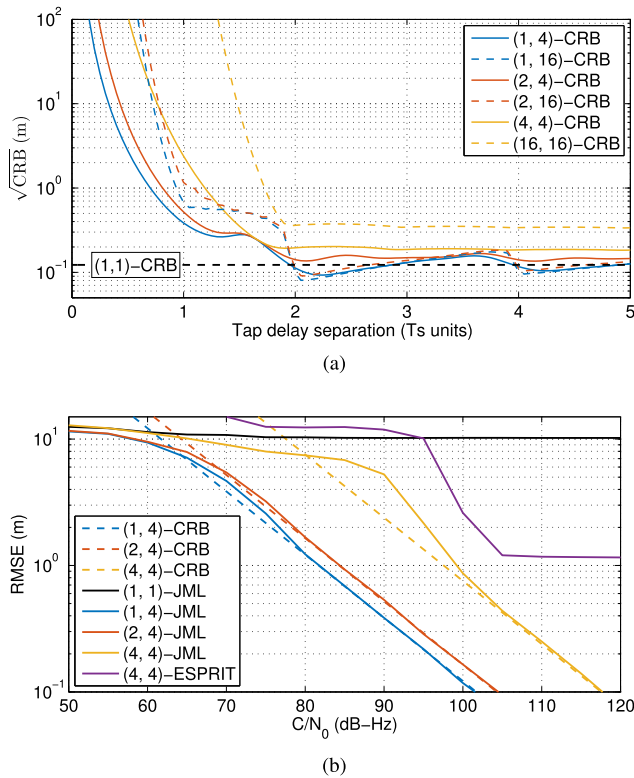 10^2
10^1
10^0
10^-1
√CRB (m)
(1, 4)−CRB
(1, 16)−CRB
(2, 4)−CRB
(2, 16)−CRB
(4, 4)−CRB
(16, 16)−CRB
(1,1)−CRB
0 1 2 3 4 5
Tap delay separation (Ts units)
(a)
10^1
10^0
10^-1
RMSE (m)
(1, 4)−CRB
(2, 4)−CRB
(4, 4)−CRB
(1, 1)−JML
(1, 4)−JML
(2, 4)−JML
(4, 4)−JML
(4, 4)−ESPRIT
50 60 70 80 90 100 110 120
C/N₀ (dB−Hz)
(b)